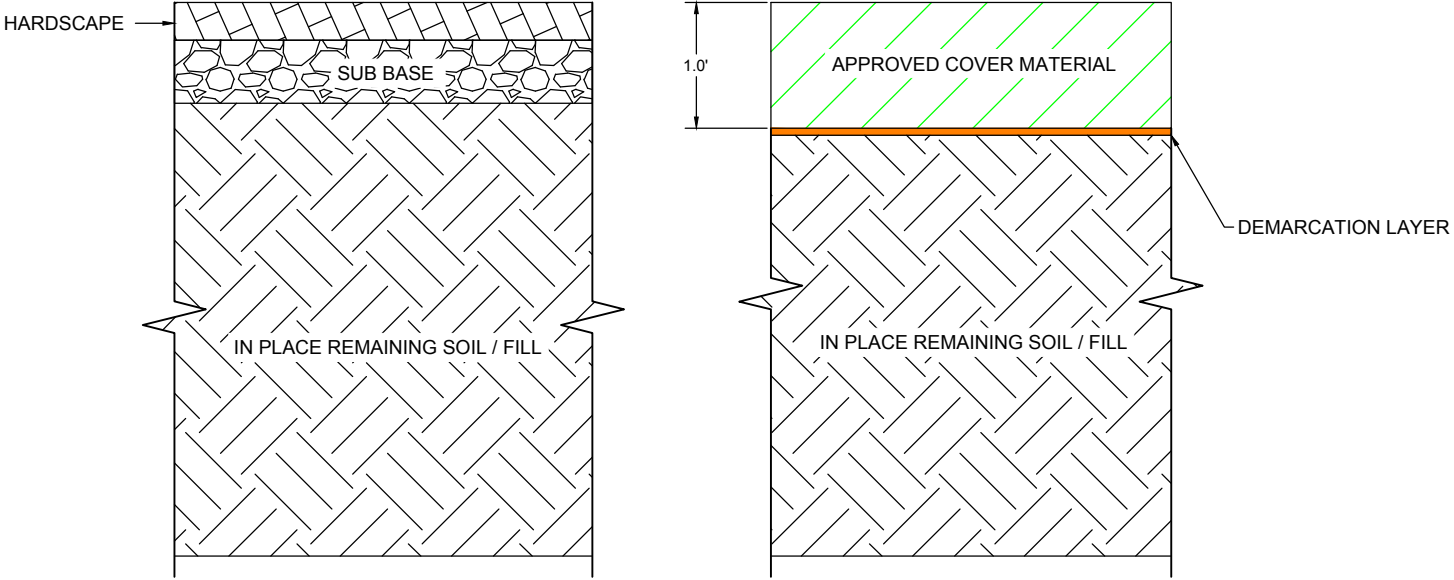 HARDSCAPE
SUB BASE
IN PLACE REMAINING SOIL / FILL
1.0'
APPROVED COVER MATERIAL
DEMARCATION LAYER
IN PLACE REMAINING SOIL / FILL